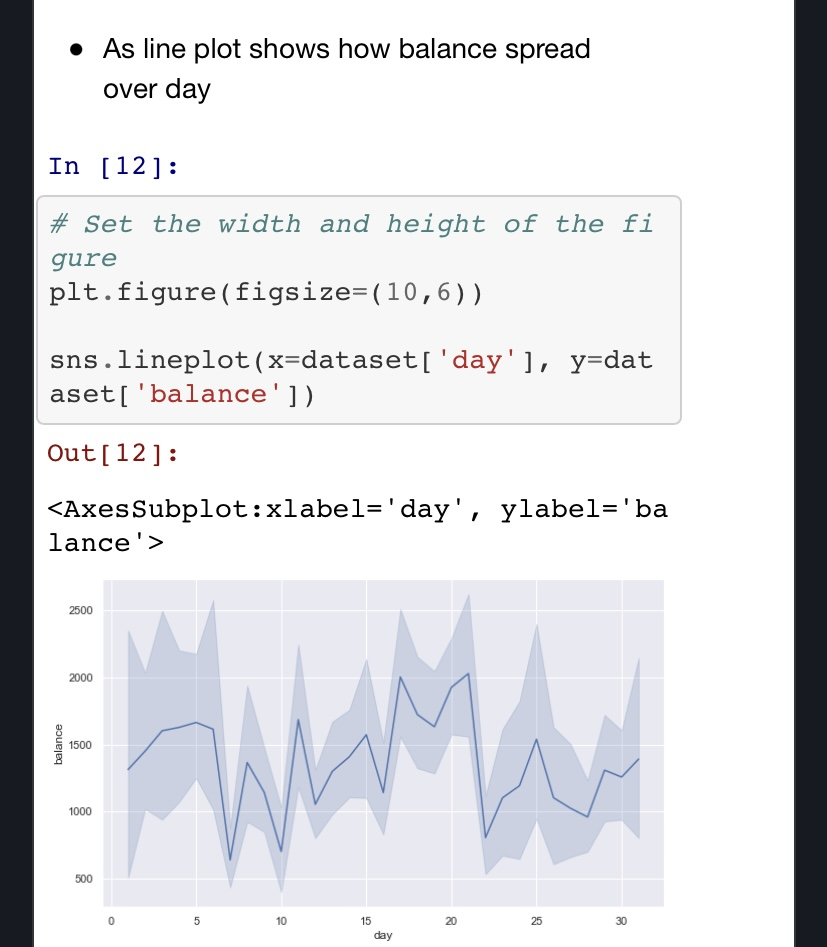 ● As line plot shows how balance spread
over day
In [12]:
# Set the width and height of the fi
gure
plt.figure(figsize=(10,6))
sns.lineplot(x=dataset['day'], y=dat
aset['balance'])
Out[12]:
<AxesSubplot:xlabel='day', ylabel='ba
lance'>
2500
2000
1500
1000
500
balance
0 5 10 15 20 25 30
day